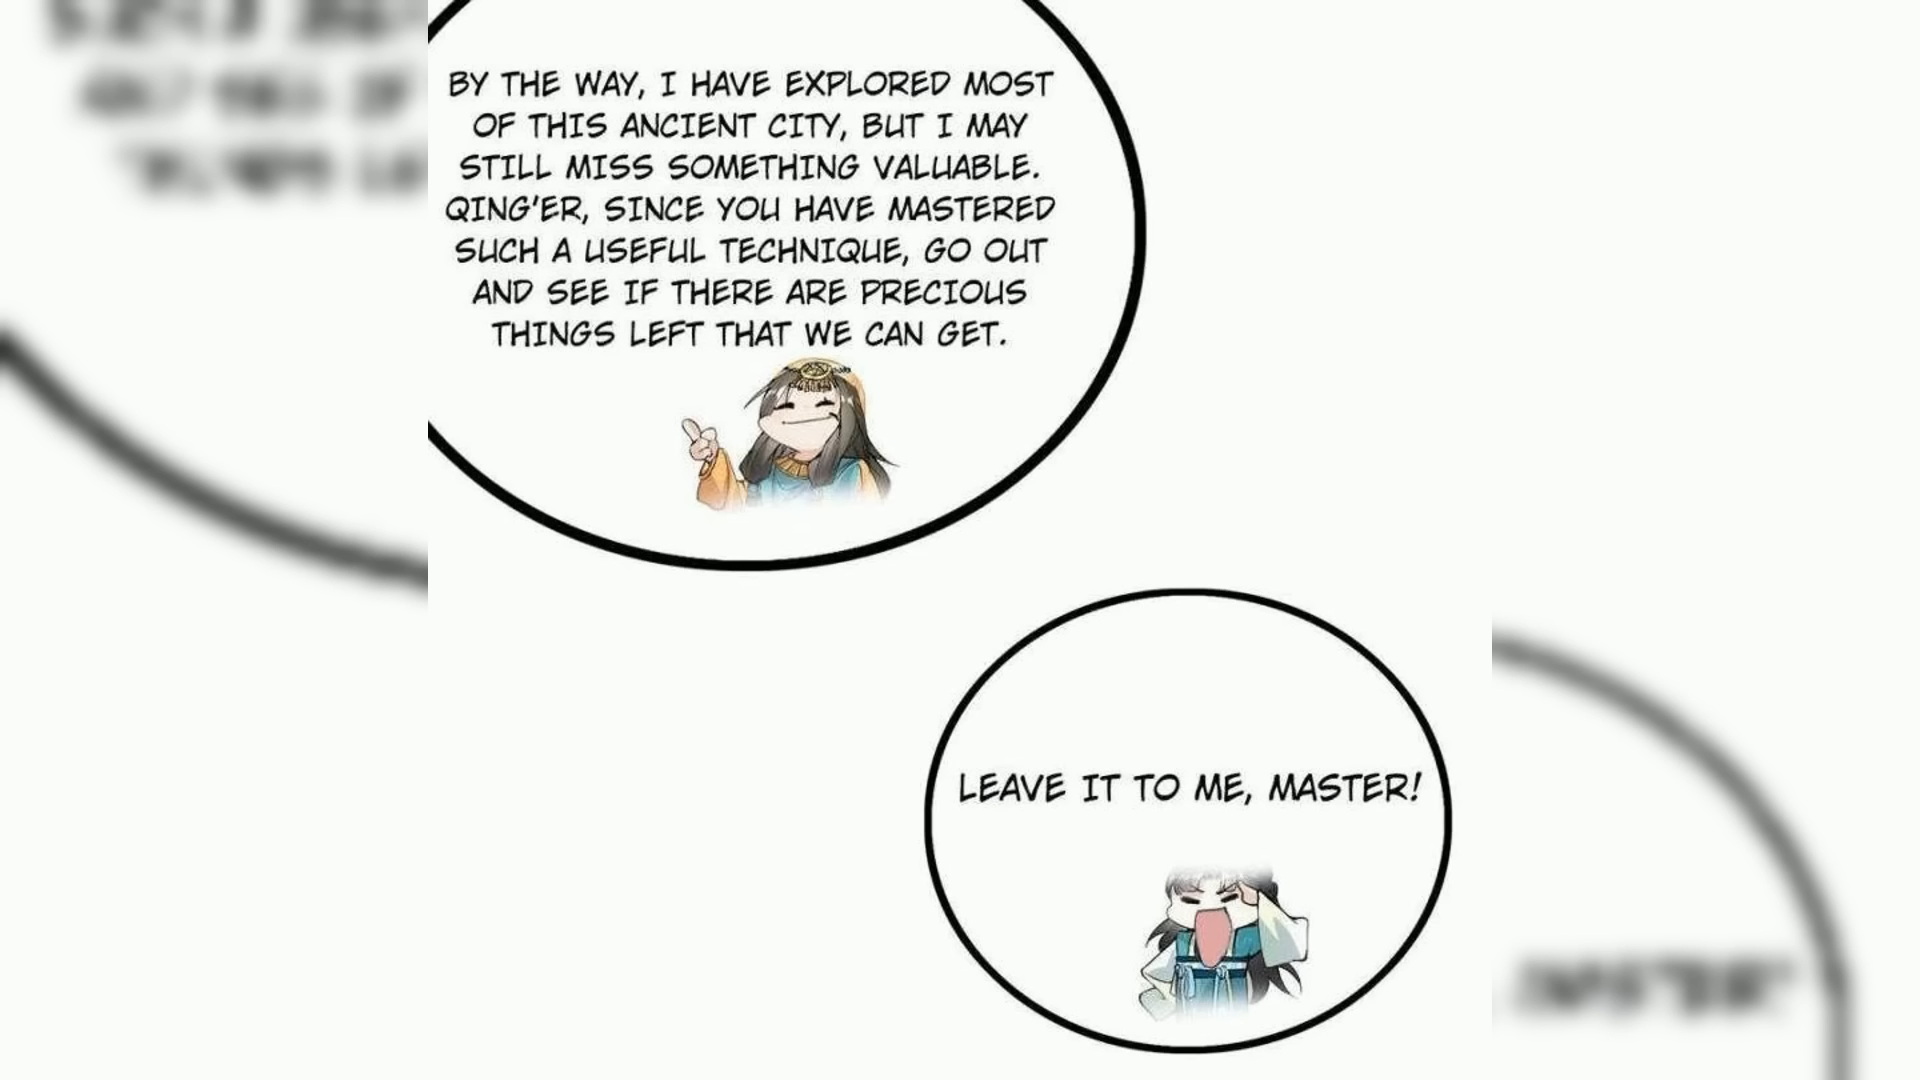 BY THE WAY, I HAVE EXPLORED MOST
OF THIS ANCIENT CITY, BUT I MAY
STILL MISS SOMETHING VALUABLE.
QING'ER, SINCE YOU HAVE MASTERED
SUCH A USEFUL TECHNIQUE, GO OUT
AND SEE IF THERE ARE PRECIOUS
THINGS LEFT THAT WE CAN GET.
LEAVE IT TO ME, MASTER!